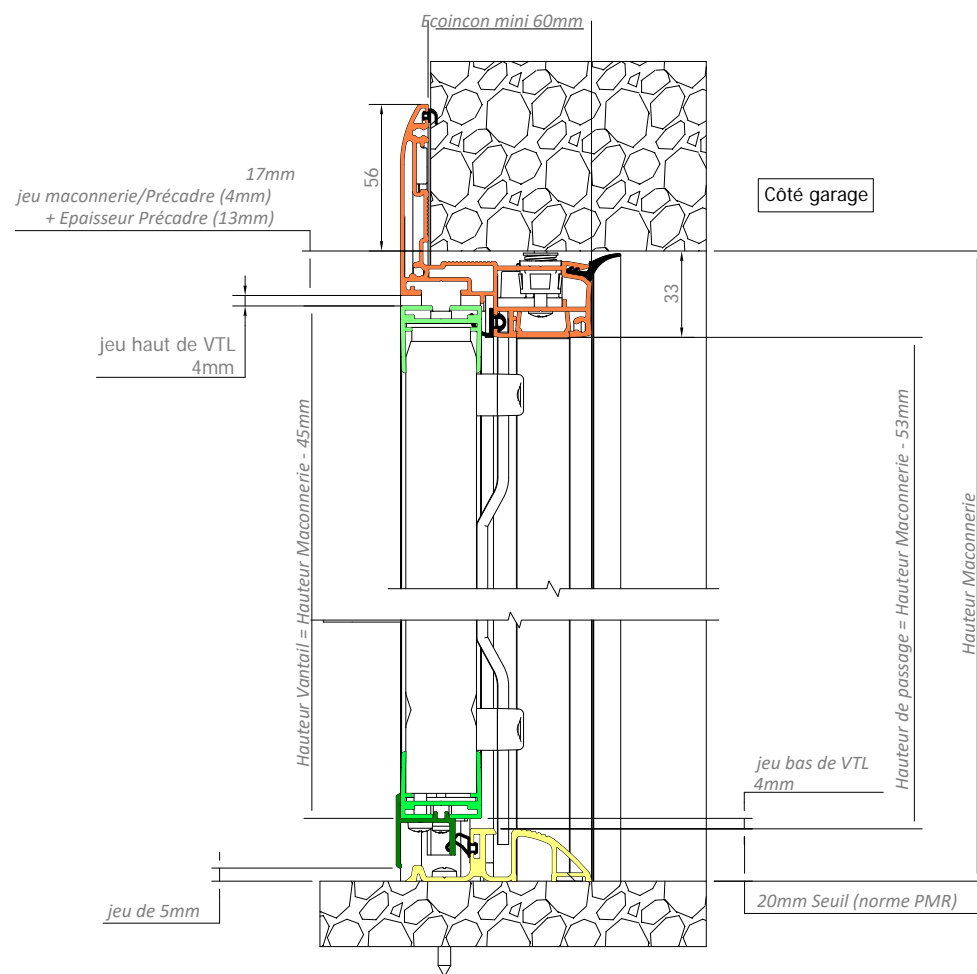 Ecoincon mini 60mm
56
17mm
jeu maconnerie/Précadre (4mm)
+ Epaisseur Précadre (13mm)
Côté garage
33
jeu haut de VTL
4mm
Hauteur Vantail = Hauteur Maconnerie - 45mm
Hauteur de passage = Hauteur Maconnerie - 53mm
Hauteur Maconnerie
jeu bas de VTL
4mm
jeu de 5mm
20mm Seuil (norme PMR)